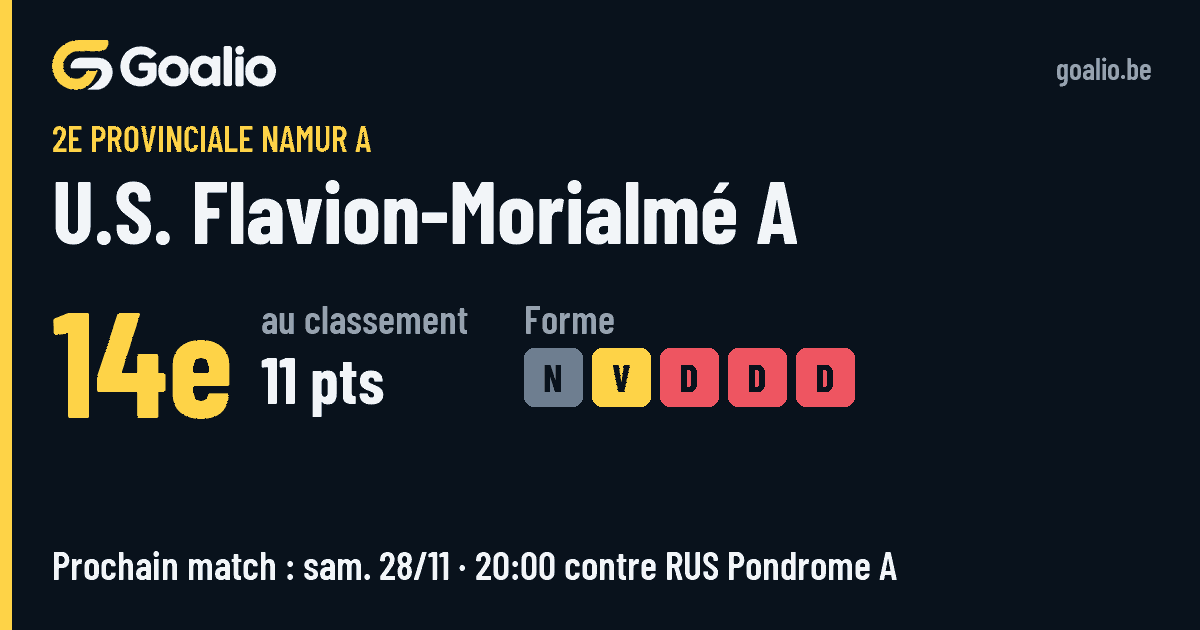 Goalio
goalio.be
2E PROVINCIALE NAMUR A
U.S. Flavion-Morialmé A
14e
au classement
11 pts
Forme
N V D D D
Prochain match : sam. 28/11 · 20:00 contre RUS Pondrome A